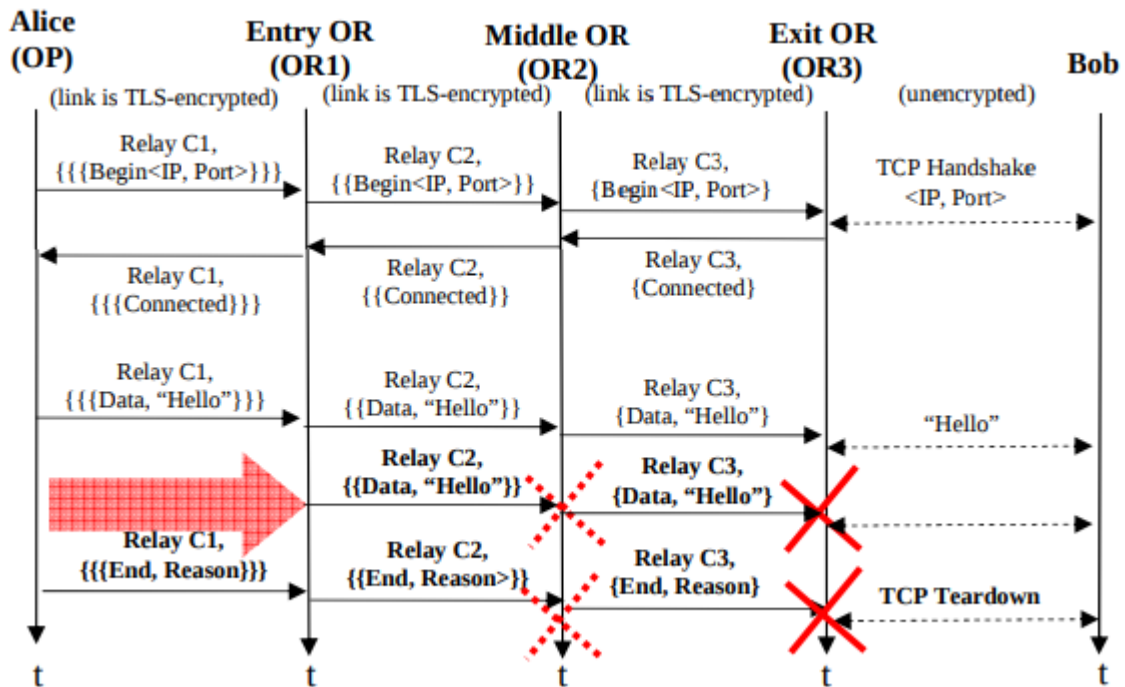 Alice
(OP)
Entry OR
(OR1)
Middle OR
(OR2)
Exit OR
(OR3)
Bob
(link is TLS-encrypted)
(link is TLS-encrypted)
(link is TLS-encrypted)
(unencrypted)
Relay C1,
{{{Begin<IP, Port>}}}
Relay C2,
{{Begin<IP, Port>}}
Relay C3,
{Begin<IP, Port>}
TCP Handshake
<IP, Port>
Relay C1,
{{{Connected}}}
Relay C2,
{{Connected}}
Relay C3,
{Connected}
Relay C1,
{{{Data, “Hello”}}}
Relay C2,
{{Data, “Hello”}}
Relay C3,
{Data, “Hello”}
“Hello”
Relay C2,
{{Data, “Hello”}}
Relay C3,
{Data, “Hello”}
Relay C1,
{{{End, Reason}}}
Relay C2,
{{End, Reason>}}
Relay C3,
{End, Reason}
TCP Teardown
t
t
t
t
t